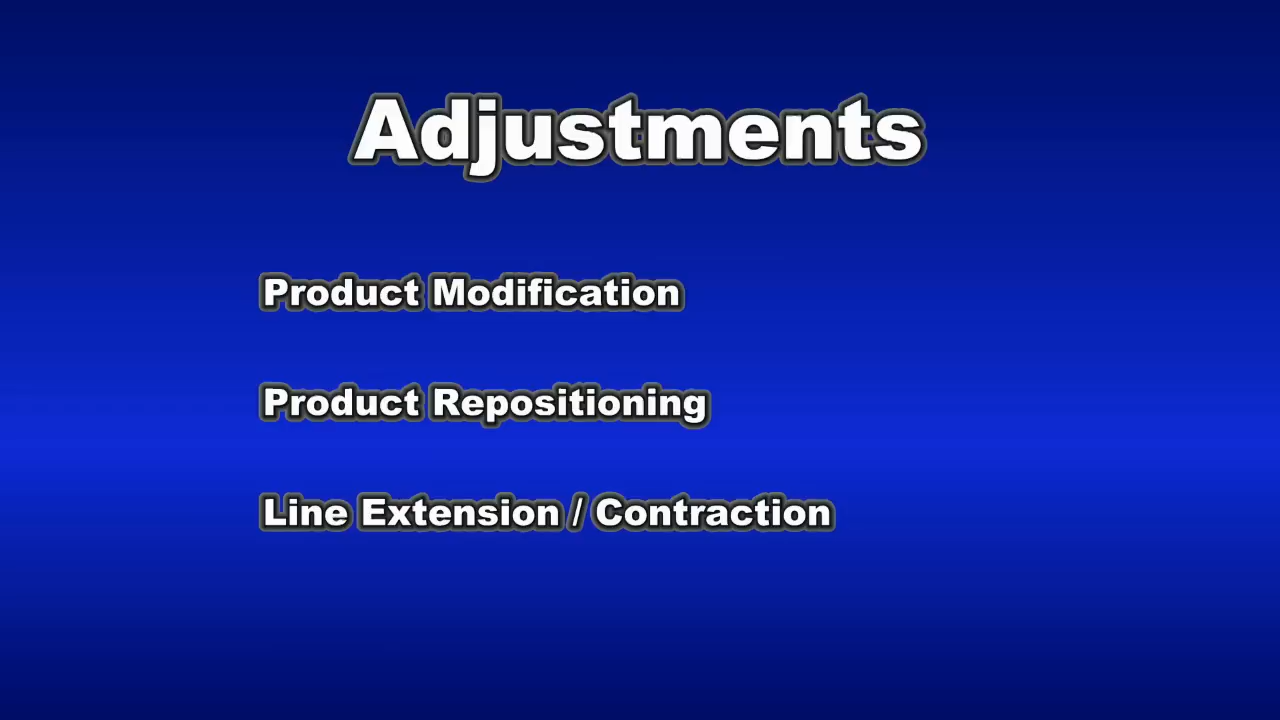 Adjustments
Product Modification
Product Repositioning
Line Extension / Contraction